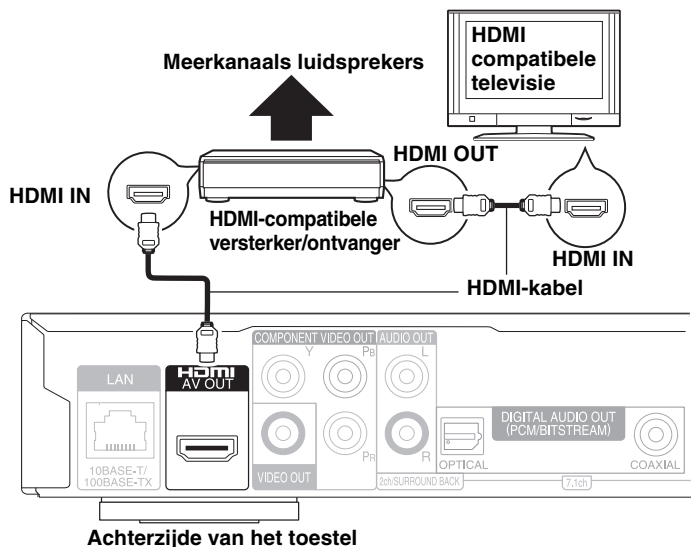 HDMI
compatibele
televisie
Meerkanaals luidsprekers
HDMI OUT
HDMI IN
HDMI-compatibele
versterker/ontvanger
HDMI IN
HDMI-kabel
LAN
HDMI
AV OUT
COMPONENT VIDEO OUT
AUDIO OUT
Y
PB
L
PR
R
VIDEO OUT
10BASE-T/
100BASE-TX
2ch/SURROUND BACK
DIGITAL AUDIO OUT
(PCM/BITSTREAM)
OPTICAL
COAXIAL
7.1ch
Achterzijde van het toestel